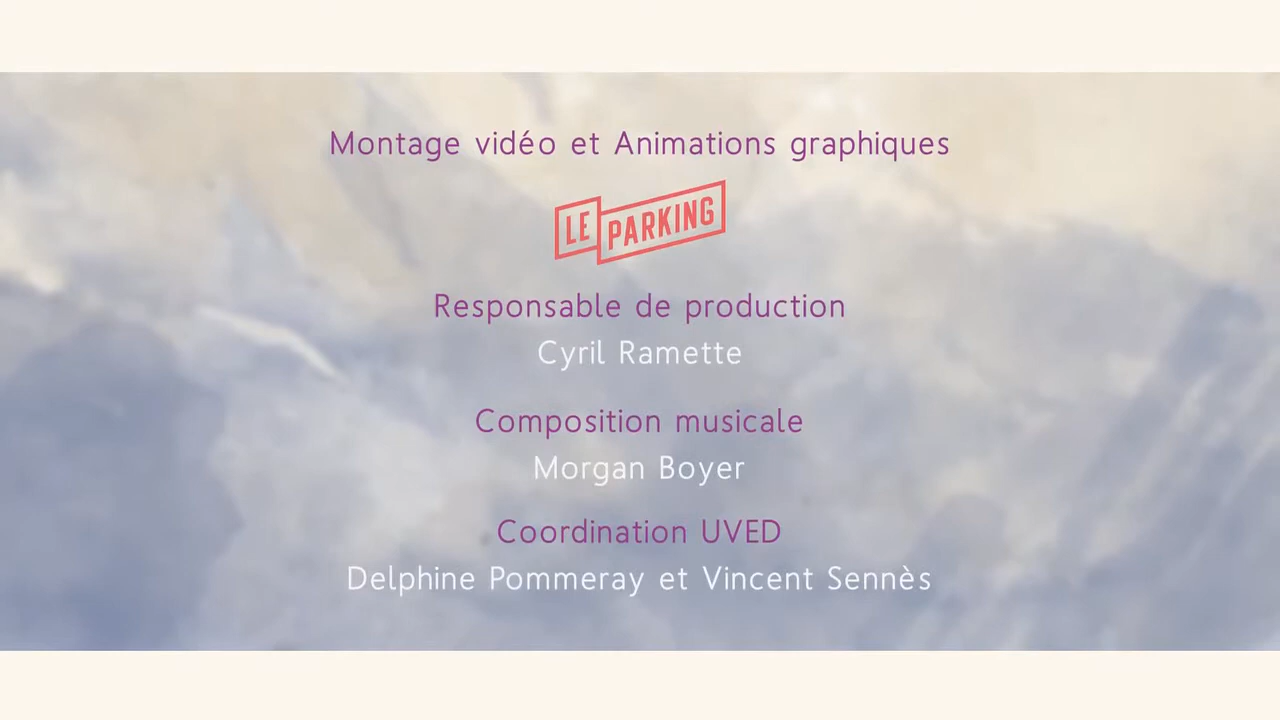 Montage vidéo et Animations graphiques
LE PARKING
Responsable de production
Cyril Ramette
Composition musicale
Morgan Boyer
Coordination UVED
Delphine Pommeray et Vincent Sennès